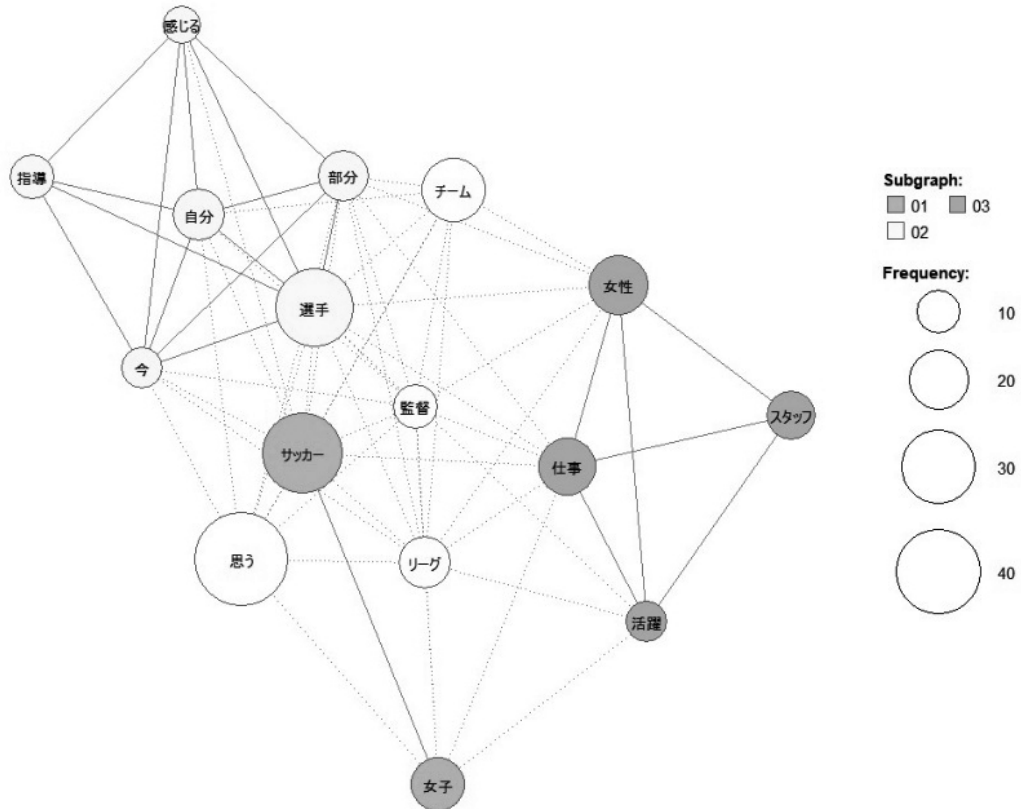 感じる
指導
部分
チーム
自分
女性
選手
今
監督
スタッフ
サッカー
仕事
思う
リーグ
活躍
女子
Subgraph:
01 03
02
Frequency:
10
20
30
40